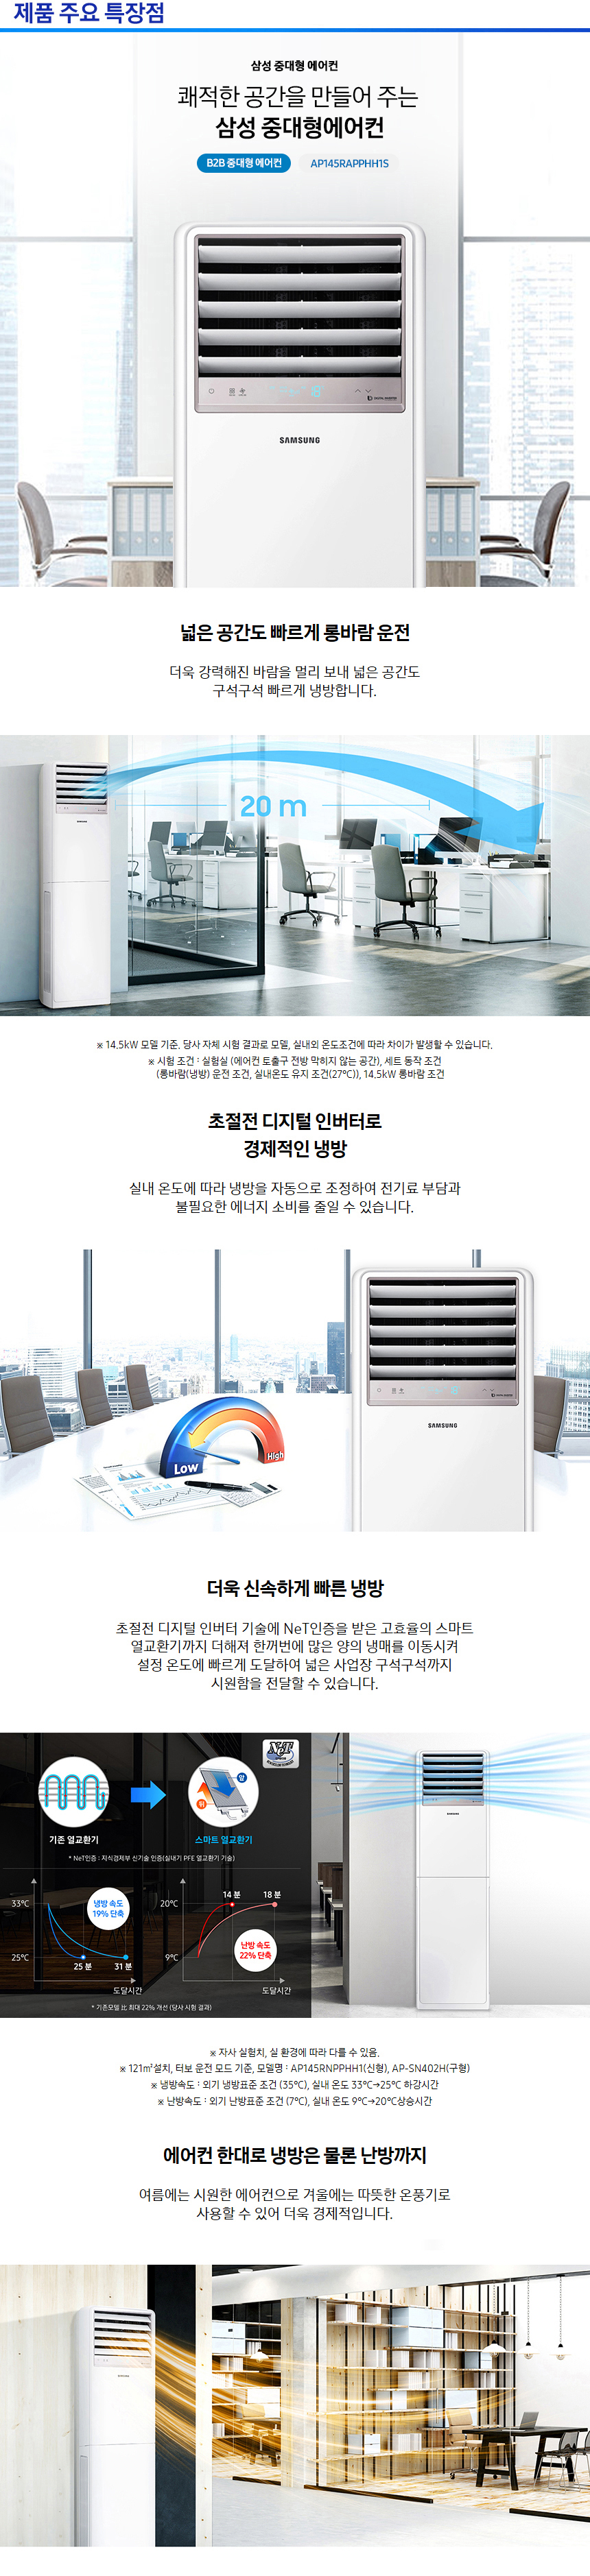 제품 주요 특장점
삼성 중대형 에어컨
쾌적한 공간을 만들어 주는
삼성 중대형에어컨
B2B 중대형 에어컨
AP145RAPPHH1S
SAMSUNG
넓은 공간도 빠르게 롱바람 운전
더욱 강력해진 바람을 멀리 보내 넓은 공간도
구석구석 빠르게 냉방합니다.
20 m
※ 14.5kW 모델 기준. 당사 자체 시험 결과로 모델, 실내외 온도조건에 따라 차이가 발생할 수 있습니다.
※ 시험 조건 : 실험실 (에어컨 토출구 전방 막히지 않는 공간), 세트 동작 조건
(롱바람(냉방) 운전 조건, 실내온도 유지 조건(27℃)), 14.5kW 롱바람 조건
초절전 디지털 인버터로
경제적인 냉방
실내 온도에 따라 냉방을 자동으로 조정하여 전기료 부담과
불필요한 에너지 소비를 줄일 수 있습니다.
Low
High
SAMSUNG
더욱 신속하게 빠른 냉방
초절전 디지털 인버터 기술에 NeT인증을 받은 고효율의 스마트
열교환기까지 더해져 한꺼번에 많은 양의 냉매를 이동시켜
설정 온도에 빠르게 도달하여 넓은 사업장 구석구석까지
시원함을 전달할 수 있습니다.
NeT
앞
뒤
기존 열교환기
스마트 열교환기
* NeT인증 : 지식경제부 신기술 인증(실내기 PFE 열교환기 기술)
33℃
25℃
냉방 속도
19% 단축
25 분
31 분
도달시간
20℃
9℃
14 분
18 분
난방 속도
22% 단축
도달시간
* 기존모델 比 최대 22% 개선 (당사 시험 결과)
※ 자사 실험치, 실 환경에 따라 다를 수 있음.
※ 121㎡설치, 터보 운전 모드 기준, 모델명 : AP145RNPPHH1(신형), AP-SN402H(구형)
※ 냉방속도 : 외기 냉방표준 조건 (35℃), 실내 온도 33℃→25℃ 하강시간
※ 난방속도 : 외기 난방표준 조건 (7℃), 실내 온도 9℃→20℃상승시간
에어컨 한대로 냉방은 물론 난방까지
여름에는 시원한 에어컨으로 겨울에는 따뜻한 온풍기로
사용할 수 있어 더욱 경제적입니다.